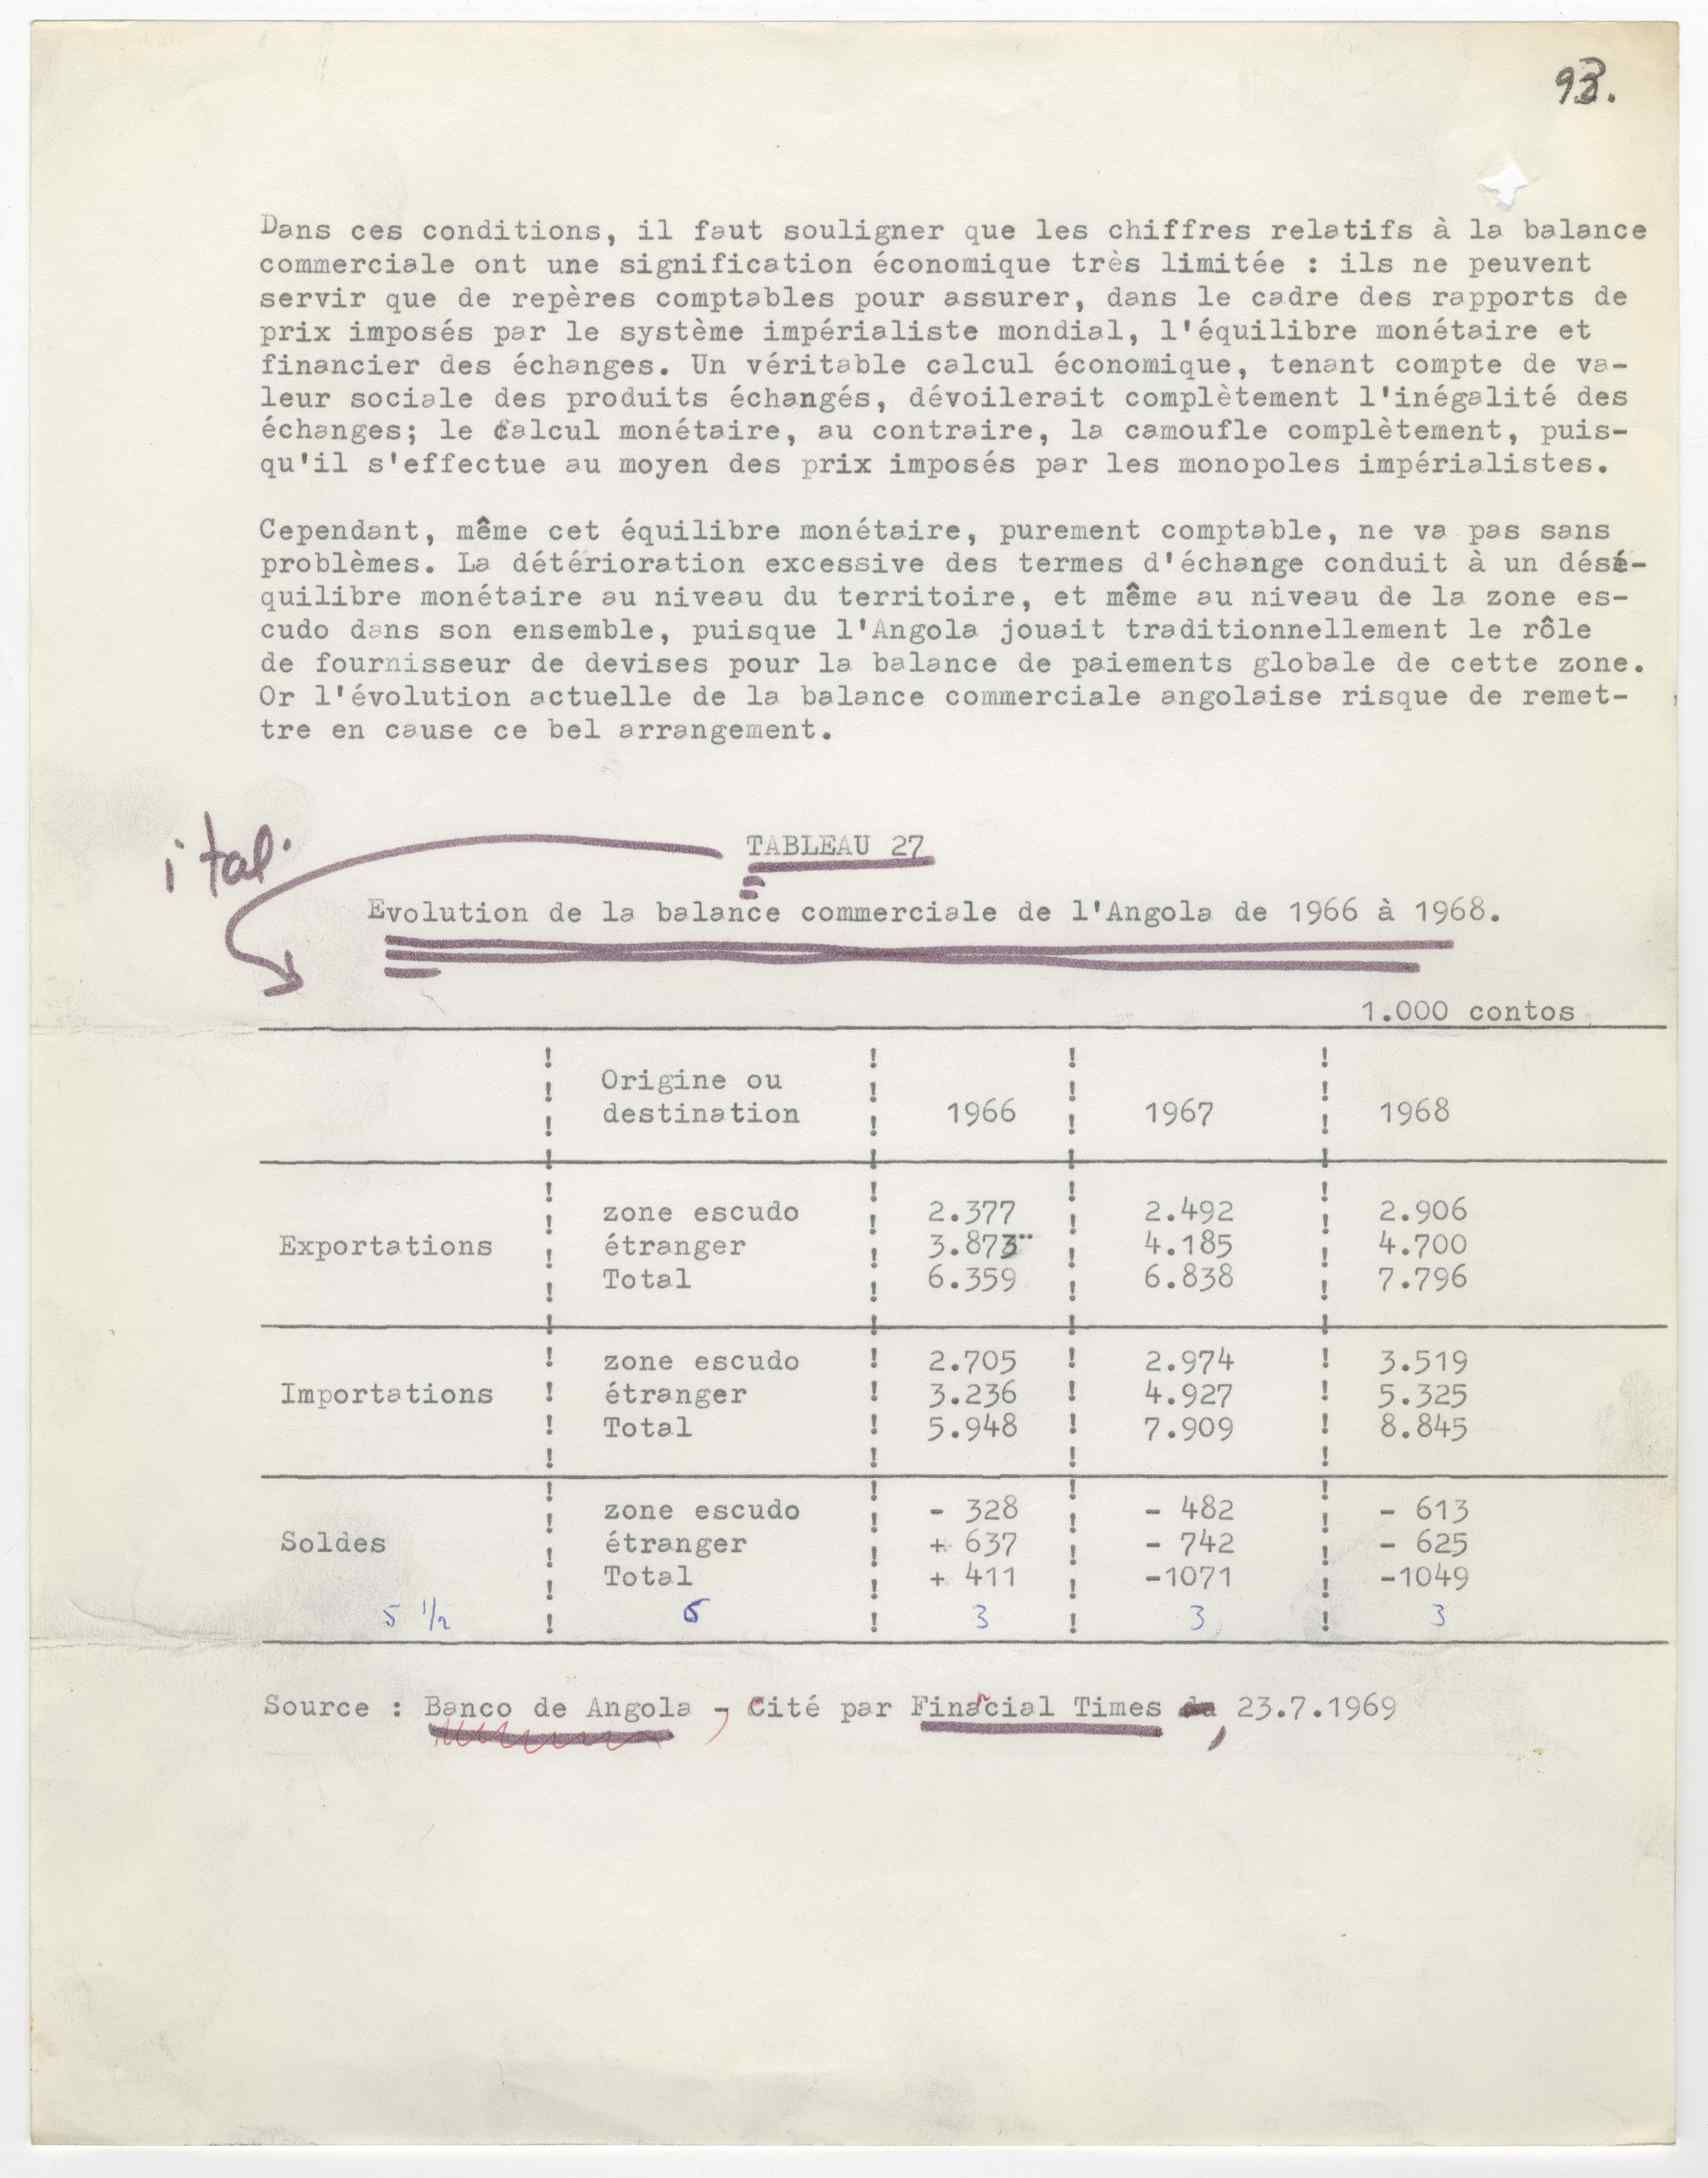 93.
Dans ces conditions, il faut souligner que les chiffres relatifs à la balance
commerciale ont une signification économique très limitée : ils ne peuvent
servir que de repères comptables pour assurer, dans le cadre des rapports de
prix imposés par le système impérialiste mondial, l'équilibre monétaire et
financier des échanges. Un véritable calcul économique, tenant compte de va-
leur sociale des produits échangés, dévoilerait complètement l'inégalité des
échanges; le calcul monétaire, au contraire, la camoufle complètement, puis-
qu'il s'effectue au moyen des prix imposés par les monopoles impérialistes.
Cependant, même cet équilibre monétaire, purement comptable, ne va pas sans
problèmes. La détérioration excessive des termes d'échange conduit à un désé-
quilibre monétaire au niveau du territoire, et même au niveau de la zone es-
cudo dans son ensemble, puisque l'Angola jouait traditionnellement le rôle
de fournisseur de devises pour la balance de paiements globale de cette zone.
Or l'évolution actuelle de la balance commerciale angolaise risque de remet-
tre en cause ce bel arrangement.
ital.
TABLEAU 27
Evolution de la balance commerciale de l'Angola de 1966 à 1968.
1.000 contos
Origine ou
destination 1966 1967 1968
zone escudo 2.377 2.492 2.906
Exportations étranger 3.873 4.185 4.700
Total 6.359 6.838 7.796
zone escudo 2.705 2.974 3.519
Importations étranger 3.236 4.927 5.325
Total 5.948 7.909 8.845
zone escudo - 328 - 482 - 613
Soldes étranger + 637 - 742 - 625
Total + 411 -1071 -1049
5 1/2 6 3 3 3
Source : Banco de Angola - Cité par Finacial Times 23.7.1969